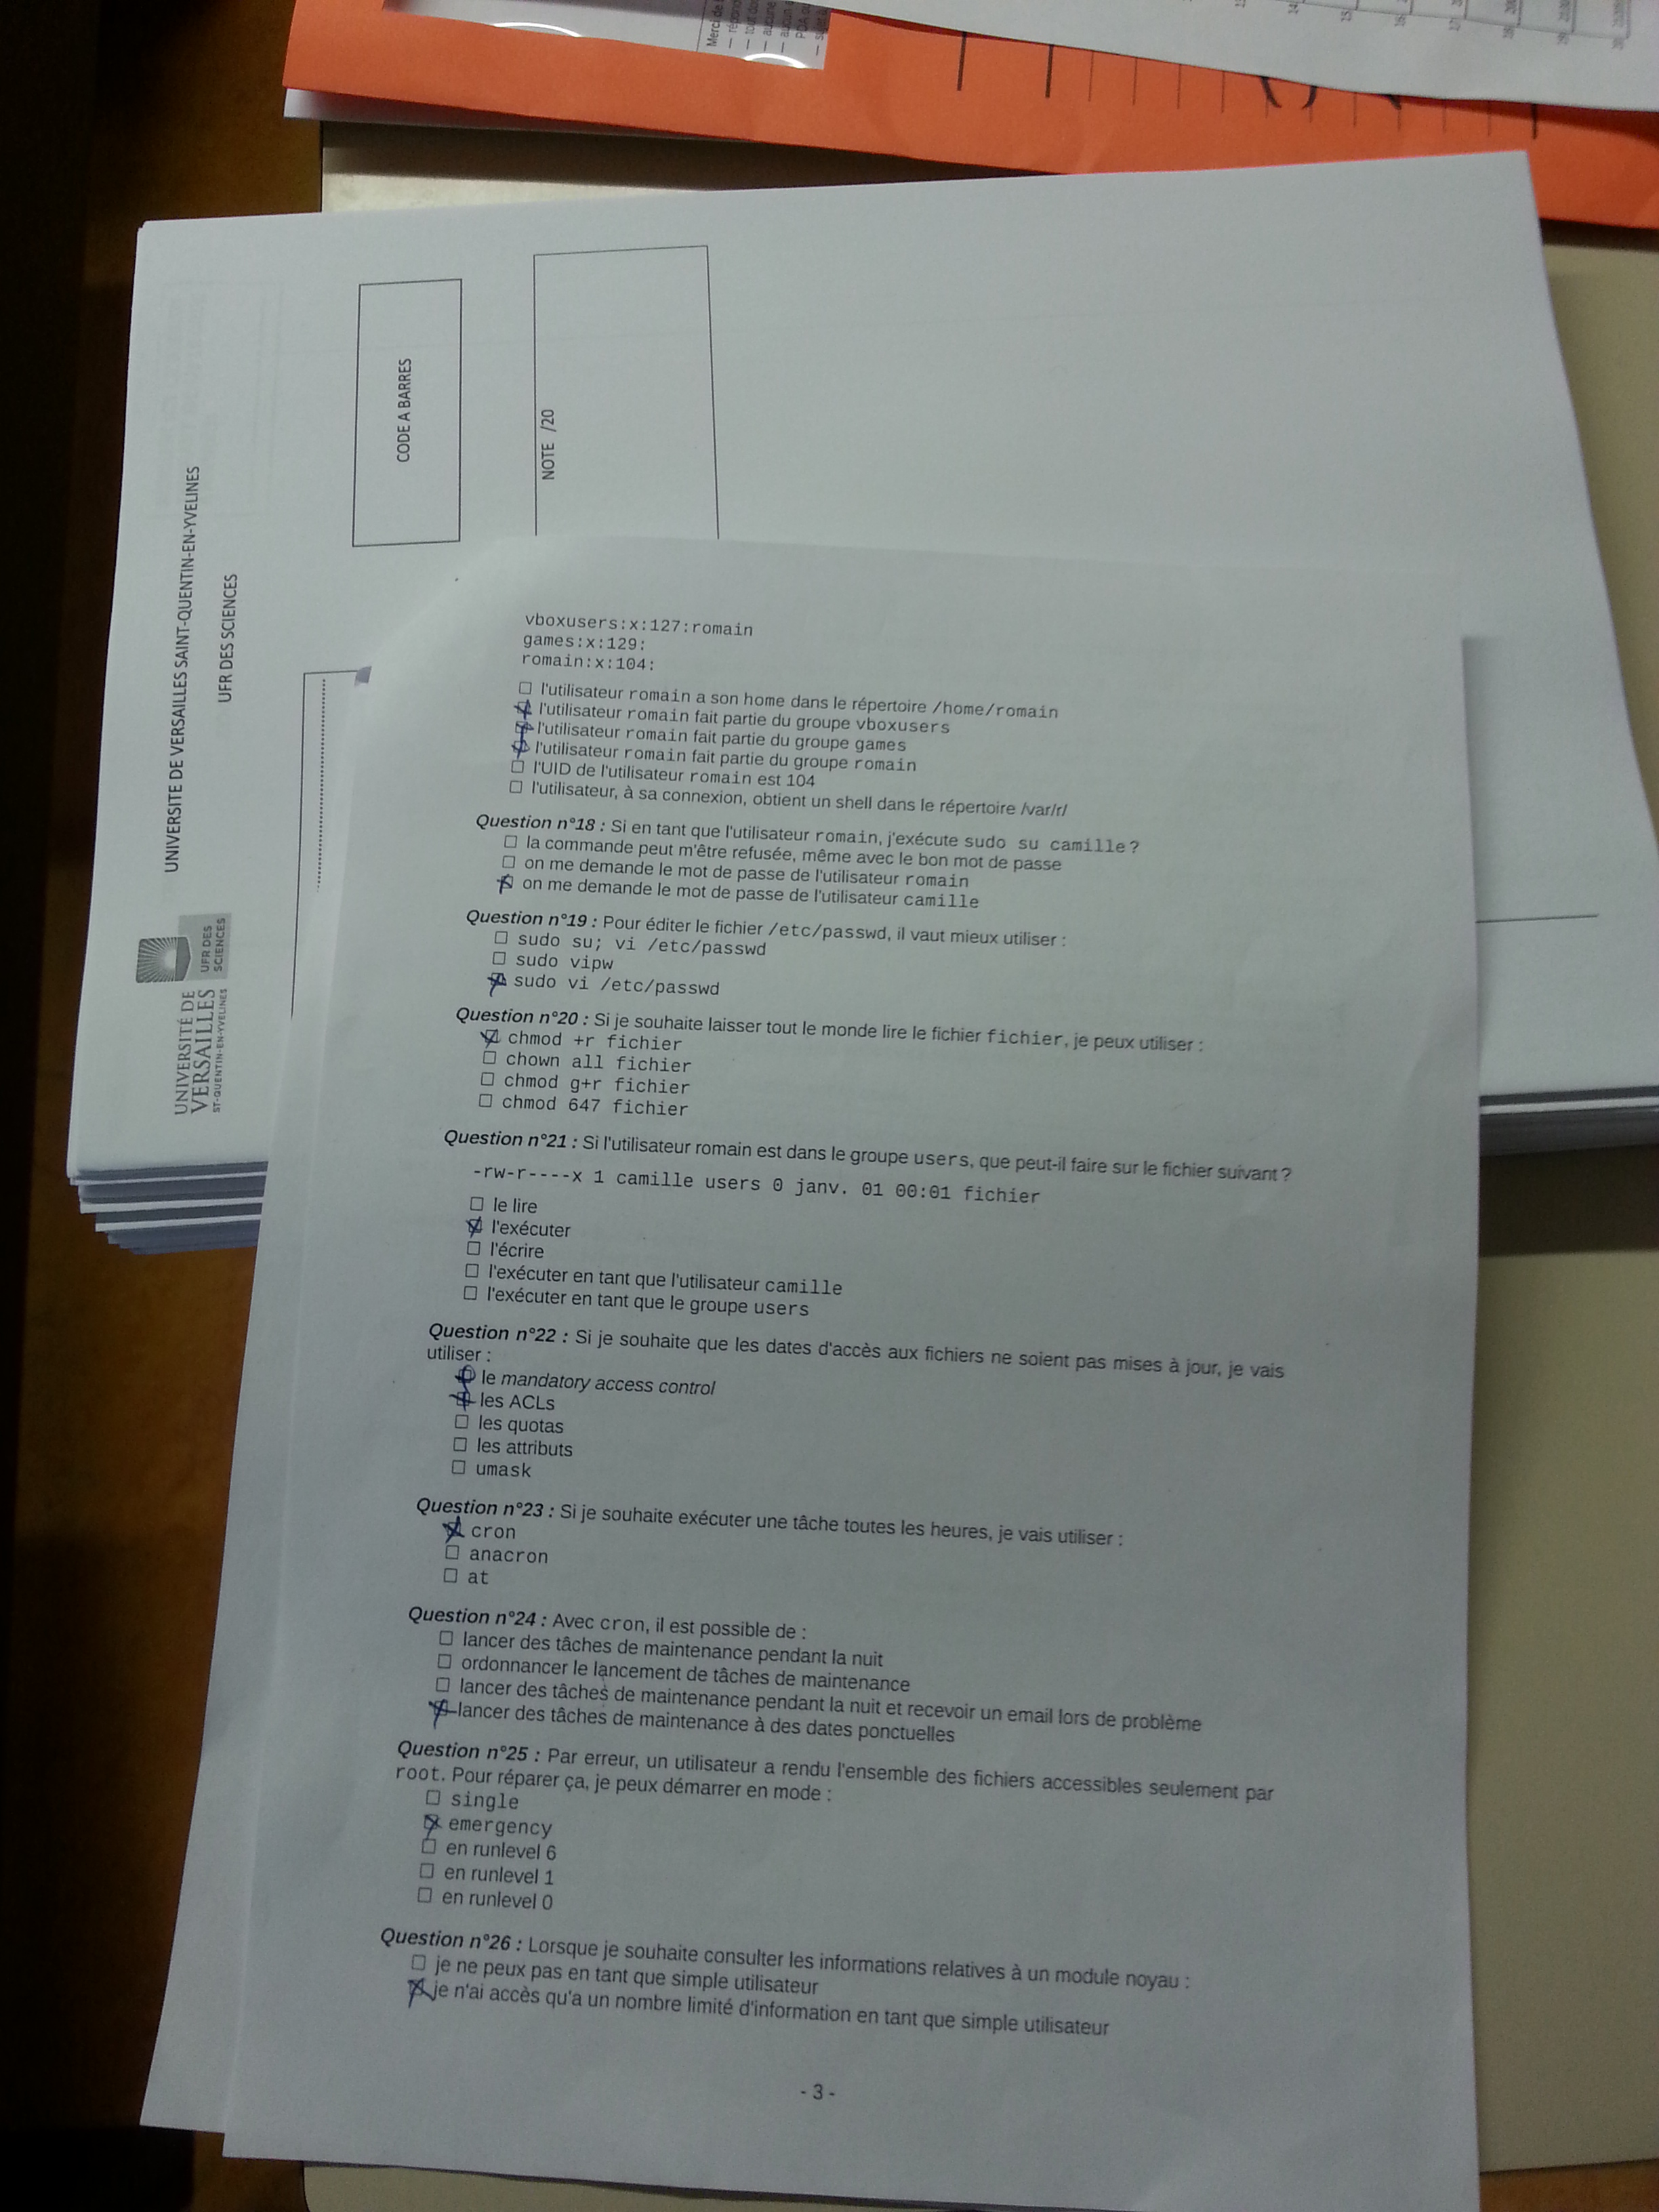 Merci de
UNIVERSITE DE VERSAILLES SAINT-QUENTIN-EN-YVELINES
UFR DES SCIENCES
CODE A BARRES
NOTE /20
UNIVERSITÉ DE
VERSAILLES
ST-QUENTIN-EN-YVELINES
UFR DES
SCIENCES
vboxusers:x:127:romain
games:x:129:
romain:x:104:
l'utilisateur romain a son home dans le répertoire /home/romain
l'utilisateur romain fait partie du groupe vboxusers
l'utilisateur romain fait partie du groupe games
l'utilisateur romain fait partie du groupe romain
l'UID de l'utilisateur romain est 104
l'utilisateur, à sa connexion, obtient un shell dans le répertoire /var/r/
Question n°18 : Si en tant que l'utilisateur romain, j'exécute sudo su camille ?
la commande peut m'être refusée, même avec le bon mot de passe
on me demande le mot de passe de l'utilisateur romain
on me demande le mot de passe de l'utilisateur camille
Question n°19 : Pour éditer le fichier /etc/passwd, il vaut mieux utiliser :
sudo su; vi /etc/passwd
sudo vipw
sudo vi /etc/passwd
Question n°20 : Si je souhaite laisser tout le monde lire le fichier fichier, je peux utiliser :
chmod +r fichier
chown all fichier
chmod g+r fichier
chmod 647 fichier
Question n°21 : Si l'utilisateur romain est dans le groupe users, que peut-il faire sur le fichier suivant ?
-rw-r----x 1 camille users 0 janv. 01 00:01 fichier
le lire
l'exécuter
l'écrire
l'exécuter en tant que l'utilisateur camille
l'exécuter en tant que le groupe users
Question n°22 : Si je souhaite que les dates d'accès aux fichiers ne soient pas mises à jour, je vais
utiliser :
le mandatory access control
les ACLs
les quotas
les attributs
umask
Question n°23 : Si je souhaite exécuter une tâche toutes les heures, je vais utiliser :
cron
anacron
at
Question n°24 : Avec cron, il est possible de :
lancer des tâches de maintenance pendant la nuit
ordonnancer le lancement de tâches de maintenance
lancer des tâches de maintenance pendant la nuit et recevoir un email lors de problème
lancer des tâches de maintenance à des dates ponctuelles
Question n°25 : Par erreur, un utilisateur a rendu l'ensemble des fichiers accessibles seulement par
root. Pour réparer ça, je peux démarrer en mode :
single
emergency
en runlevel 6
en runlevel 1
en runlevel 0
Question n°26 : Lorsque je souhaite consulter les informations relatives à un module noyau :
je ne peux pas en tant que simple utilisateur
je n'ai accès qu'a un nombre limité d'information en tant que simple utilisateur
- 3 -